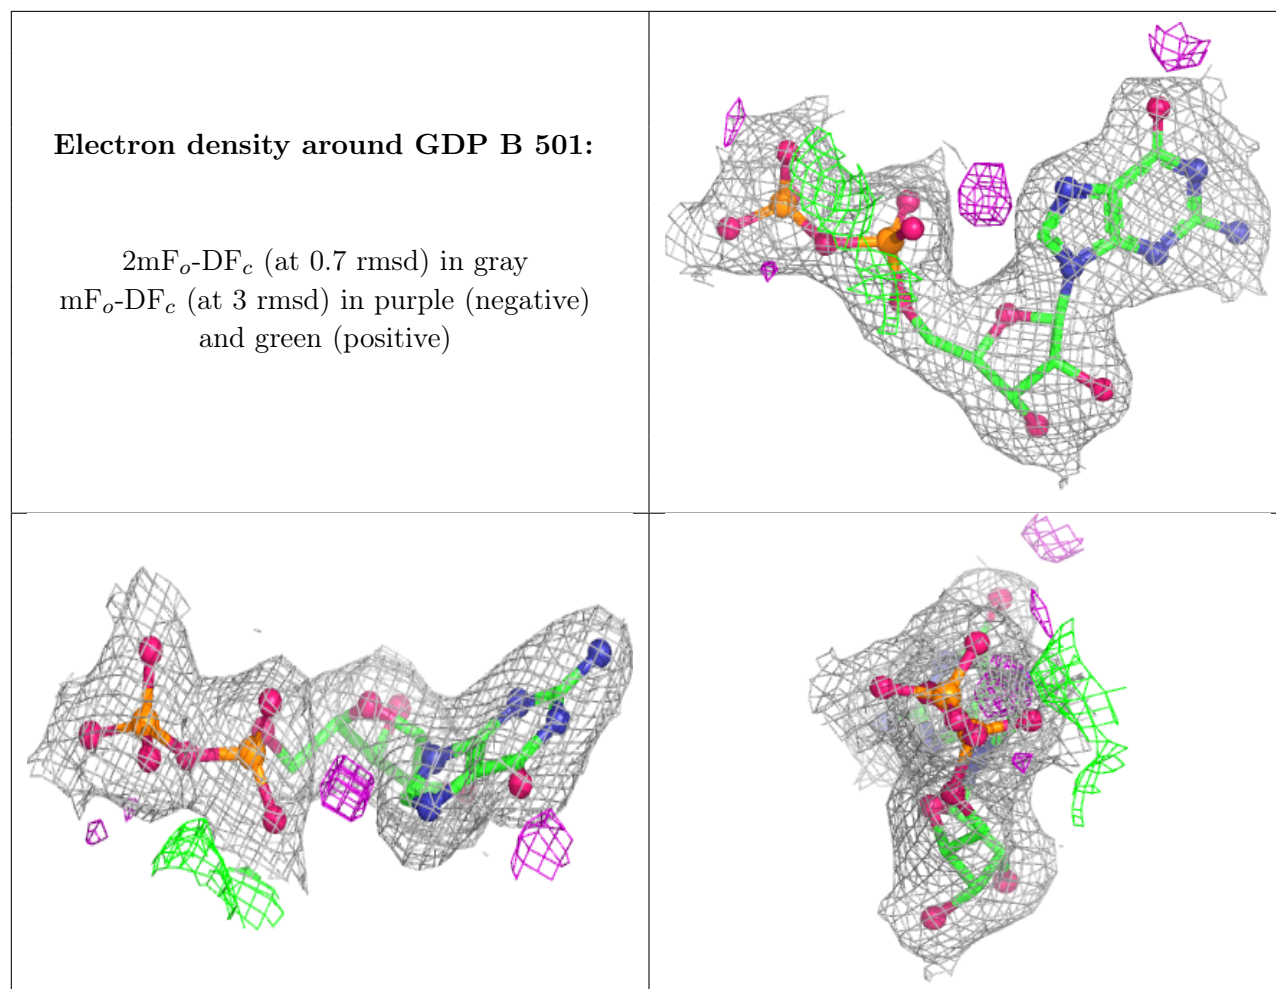 Electron density around GDP B 501:
2mFo-DFc (at 0.7 rmsd) in gray
mFo-DFc (at 3 rmsd) in purple (negative)
and green (positive)